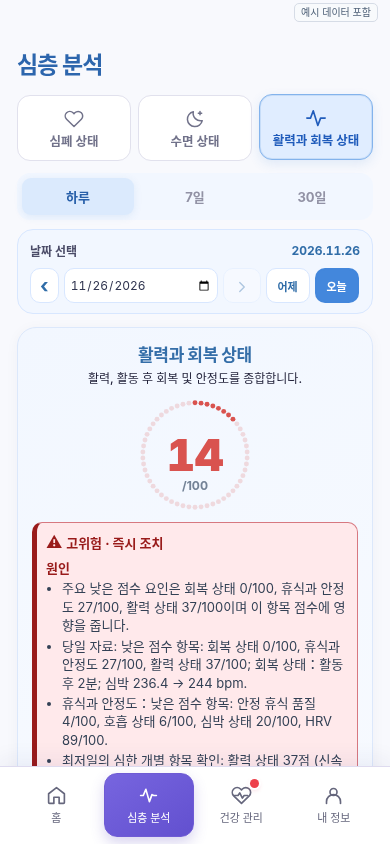 예시 데이터 포함
심층 분석
심폐 상태
수면 상태
활력과 회복 상태
하루
7일
30일
날짜 선택
2026.11.26
11/26/2026
어제
오늘
활력과 회복 상태
활력, 활동 후 회복 및 안정도를 종합합니다.
14
/100
고위험 · 즉시 조치
원인
• 주요 낮은 점수 요인은 회복 상태 0/100, 휴식과 안정
도 27/100, 활력 상태 37/100이며 이 항목 점수에 영
향을 줍니다.
• 당일 자료: 낮은 점수 항목: 회복 상태 0/100, 휴식과
안정도 27/100, 활력 상태 37/100; 회복 상태：활동
후 2분; 심박 236.4 → 244 bpm.
• 휴식과 안정도：낮은 점수 항목: 안정 휴식 품질
4/100, 호흡 상태 6/100, 심박 상태 20/100, HRV
89/100.
• 최저일의 심한 개별 항목 확인: 활력 상태 37점 (신속
홈
심층 분석
건강 관리
내 정보